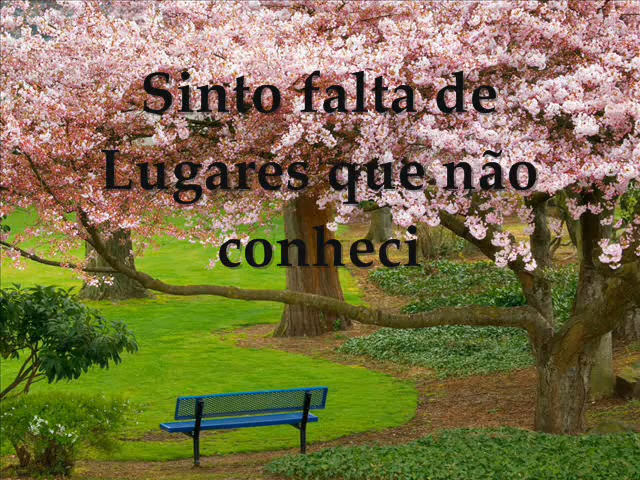 Sinto falta de
Lugares que não
conheci